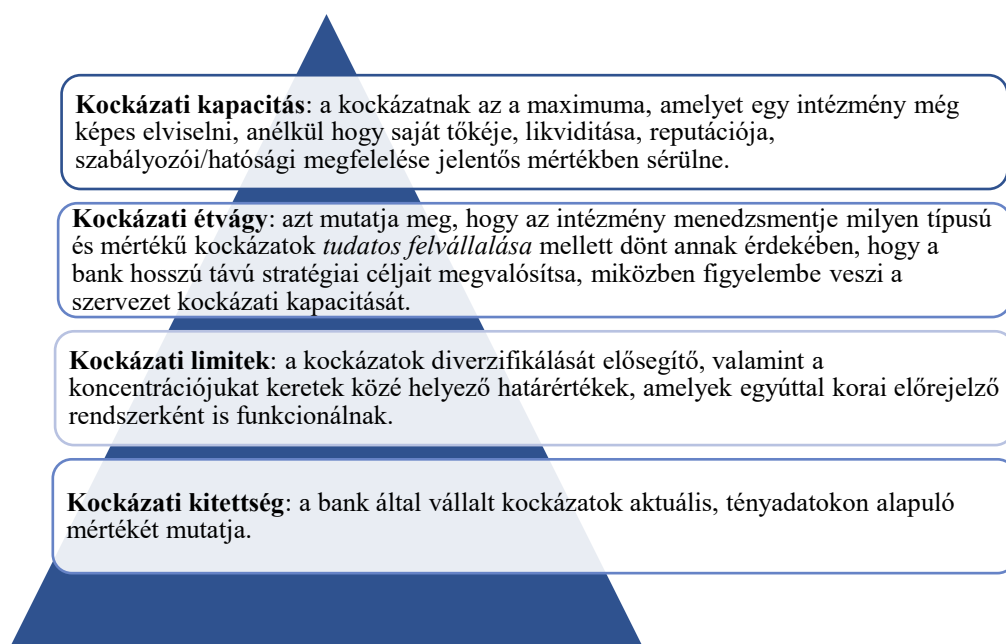 Kockázati kapacitás: a kockázatnak az a maximuma, amelyet egy intézmény még
képes elviselni, anélkül hogy saját tőkéje, likviditása, reputációja,
szabályozói/hatósági megfelelése jelentős mértékben sérülne.
Kockázati étvágy: azt mutatja meg, hogy az intézmény menedzsmentje milyen típusú
és mértékű kockázatok tudatos felvállalása mellett dönt annak érdekében, hogy a
bank hosszú távú stratégiai céljait megvalósítsa, miközben figyelembe veszi a
szervezet kockázati kapacitását.
Kockázati limitek: a kockázatok diverzifikálását elősegítő, valamint a
koncentrációjukat keretek közé helyező határértékek, amelyek egyúttal korai előrejelző
rendszerként is funkcionálnak.
Kockázati kitettség: a bank által vállalt kockázatok aktuális, tényadatokon alapuló
mértékét mutatja.